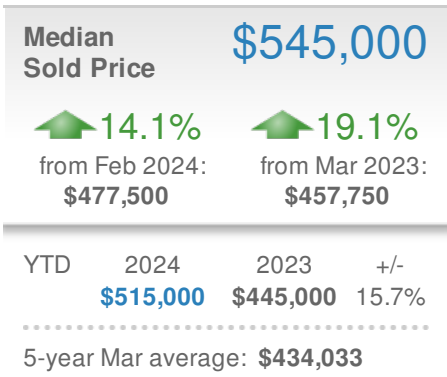 Median $545,000
Sold Price
14.1% 19.1%
from Feb 2024: from Mar 2023:
$477,500 $457,750
YTD 2024 2023 +/-
$515,000 $445,000 15.7%
5-year Mar average: $434,033